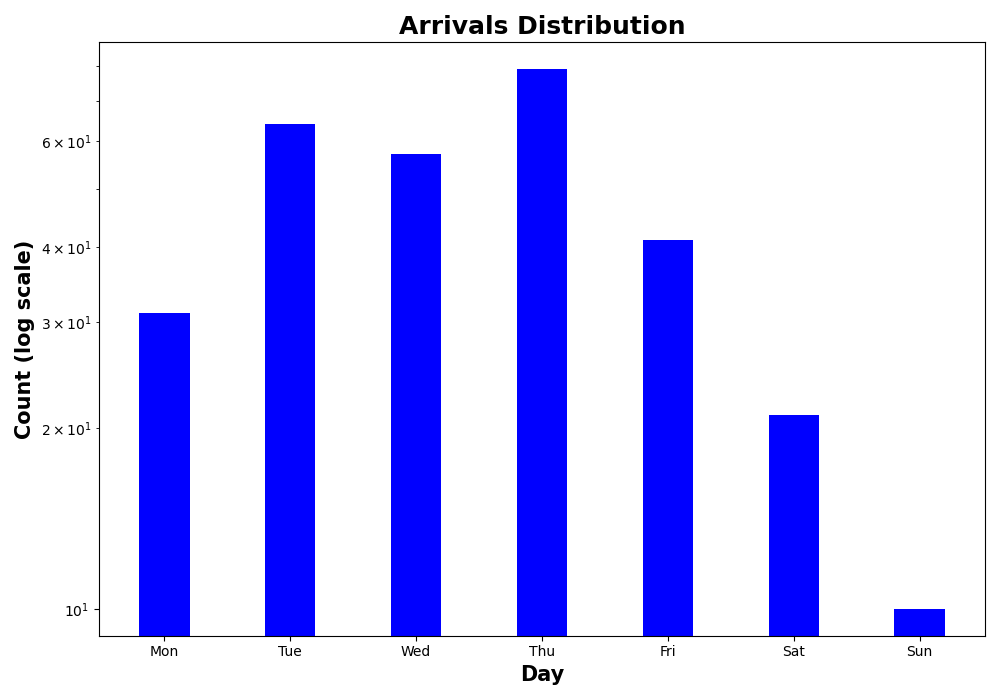 Arrivals Distribution
Count (log scale)
6 × 10¹
4 × 10¹
3 × 10¹
2 × 10¹
10¹
Mon Tue Wed Thu Fri Sat Sun
Day